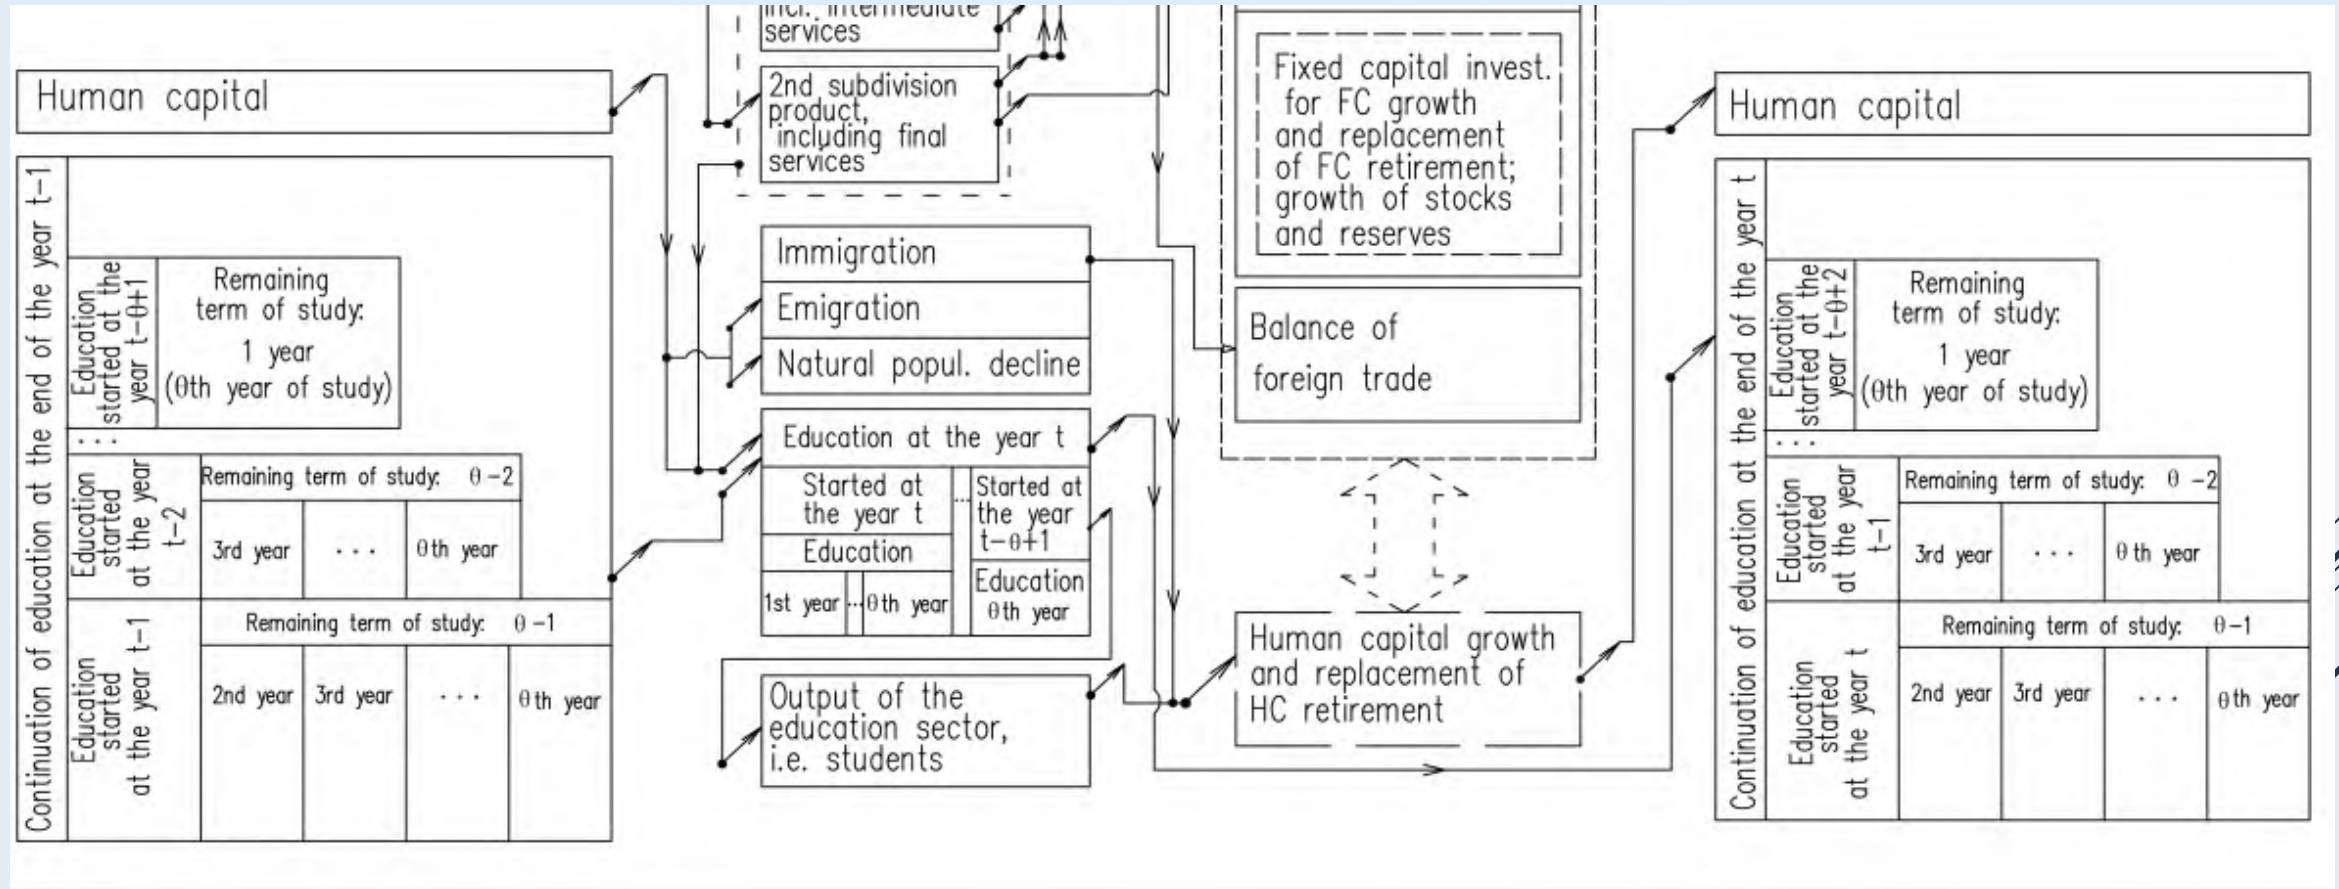 incl. intermediate
services
2nd subdivision
product,
including final
services
Human capital
Continuation of education at the end of the year t-1
Education
started at the
year t-θ+1
Remaining
term of study:
1 year
(θth year of study)
...
Education
started
at the year
t-2
Remaining term of study: θ-2
3rd year
...
θth year
Education
started
at the year t-1
Remaining term of study: θ-1
2nd year
3rd year
...
θth year
Immigration
Emigration
Natural popul. decline
Education at the year t
Started at
the year t
...
Started at
the year
t-θ+1
Education
1st year
...
θth year
Education
θth year
Output of the
education sector,
i.e. students
Fixed capital invest.
for FC growth
and replacement
of FC retirement;
growth of stocks
and reserves
Balance of
foreign trade
Human capital growth
and replacement of
HC retirement
Human capital
Continuation of education at the end of the year t
Education
started at the
year t-θ+2
Remaining
term of study:
1 year
(θth year of study)
...
Education
started
at the year
t-1
Remaining term of study: θ-2
3rd year
...
θth year
Education
started
at the year t
Remaining term of study: θ-1
2nd year
3rd year
...
θth year